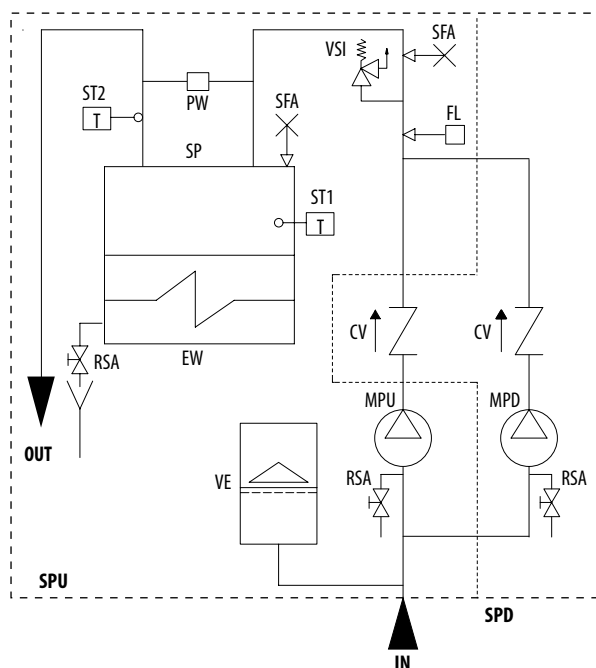 VSI
SFA
PW
ST2
T
SFA
FL
SP
ST1
T
CV
CV
RSA
EW
MPU
MPD
OUT
VE
RSA
RSA
SPU
SPD
IN